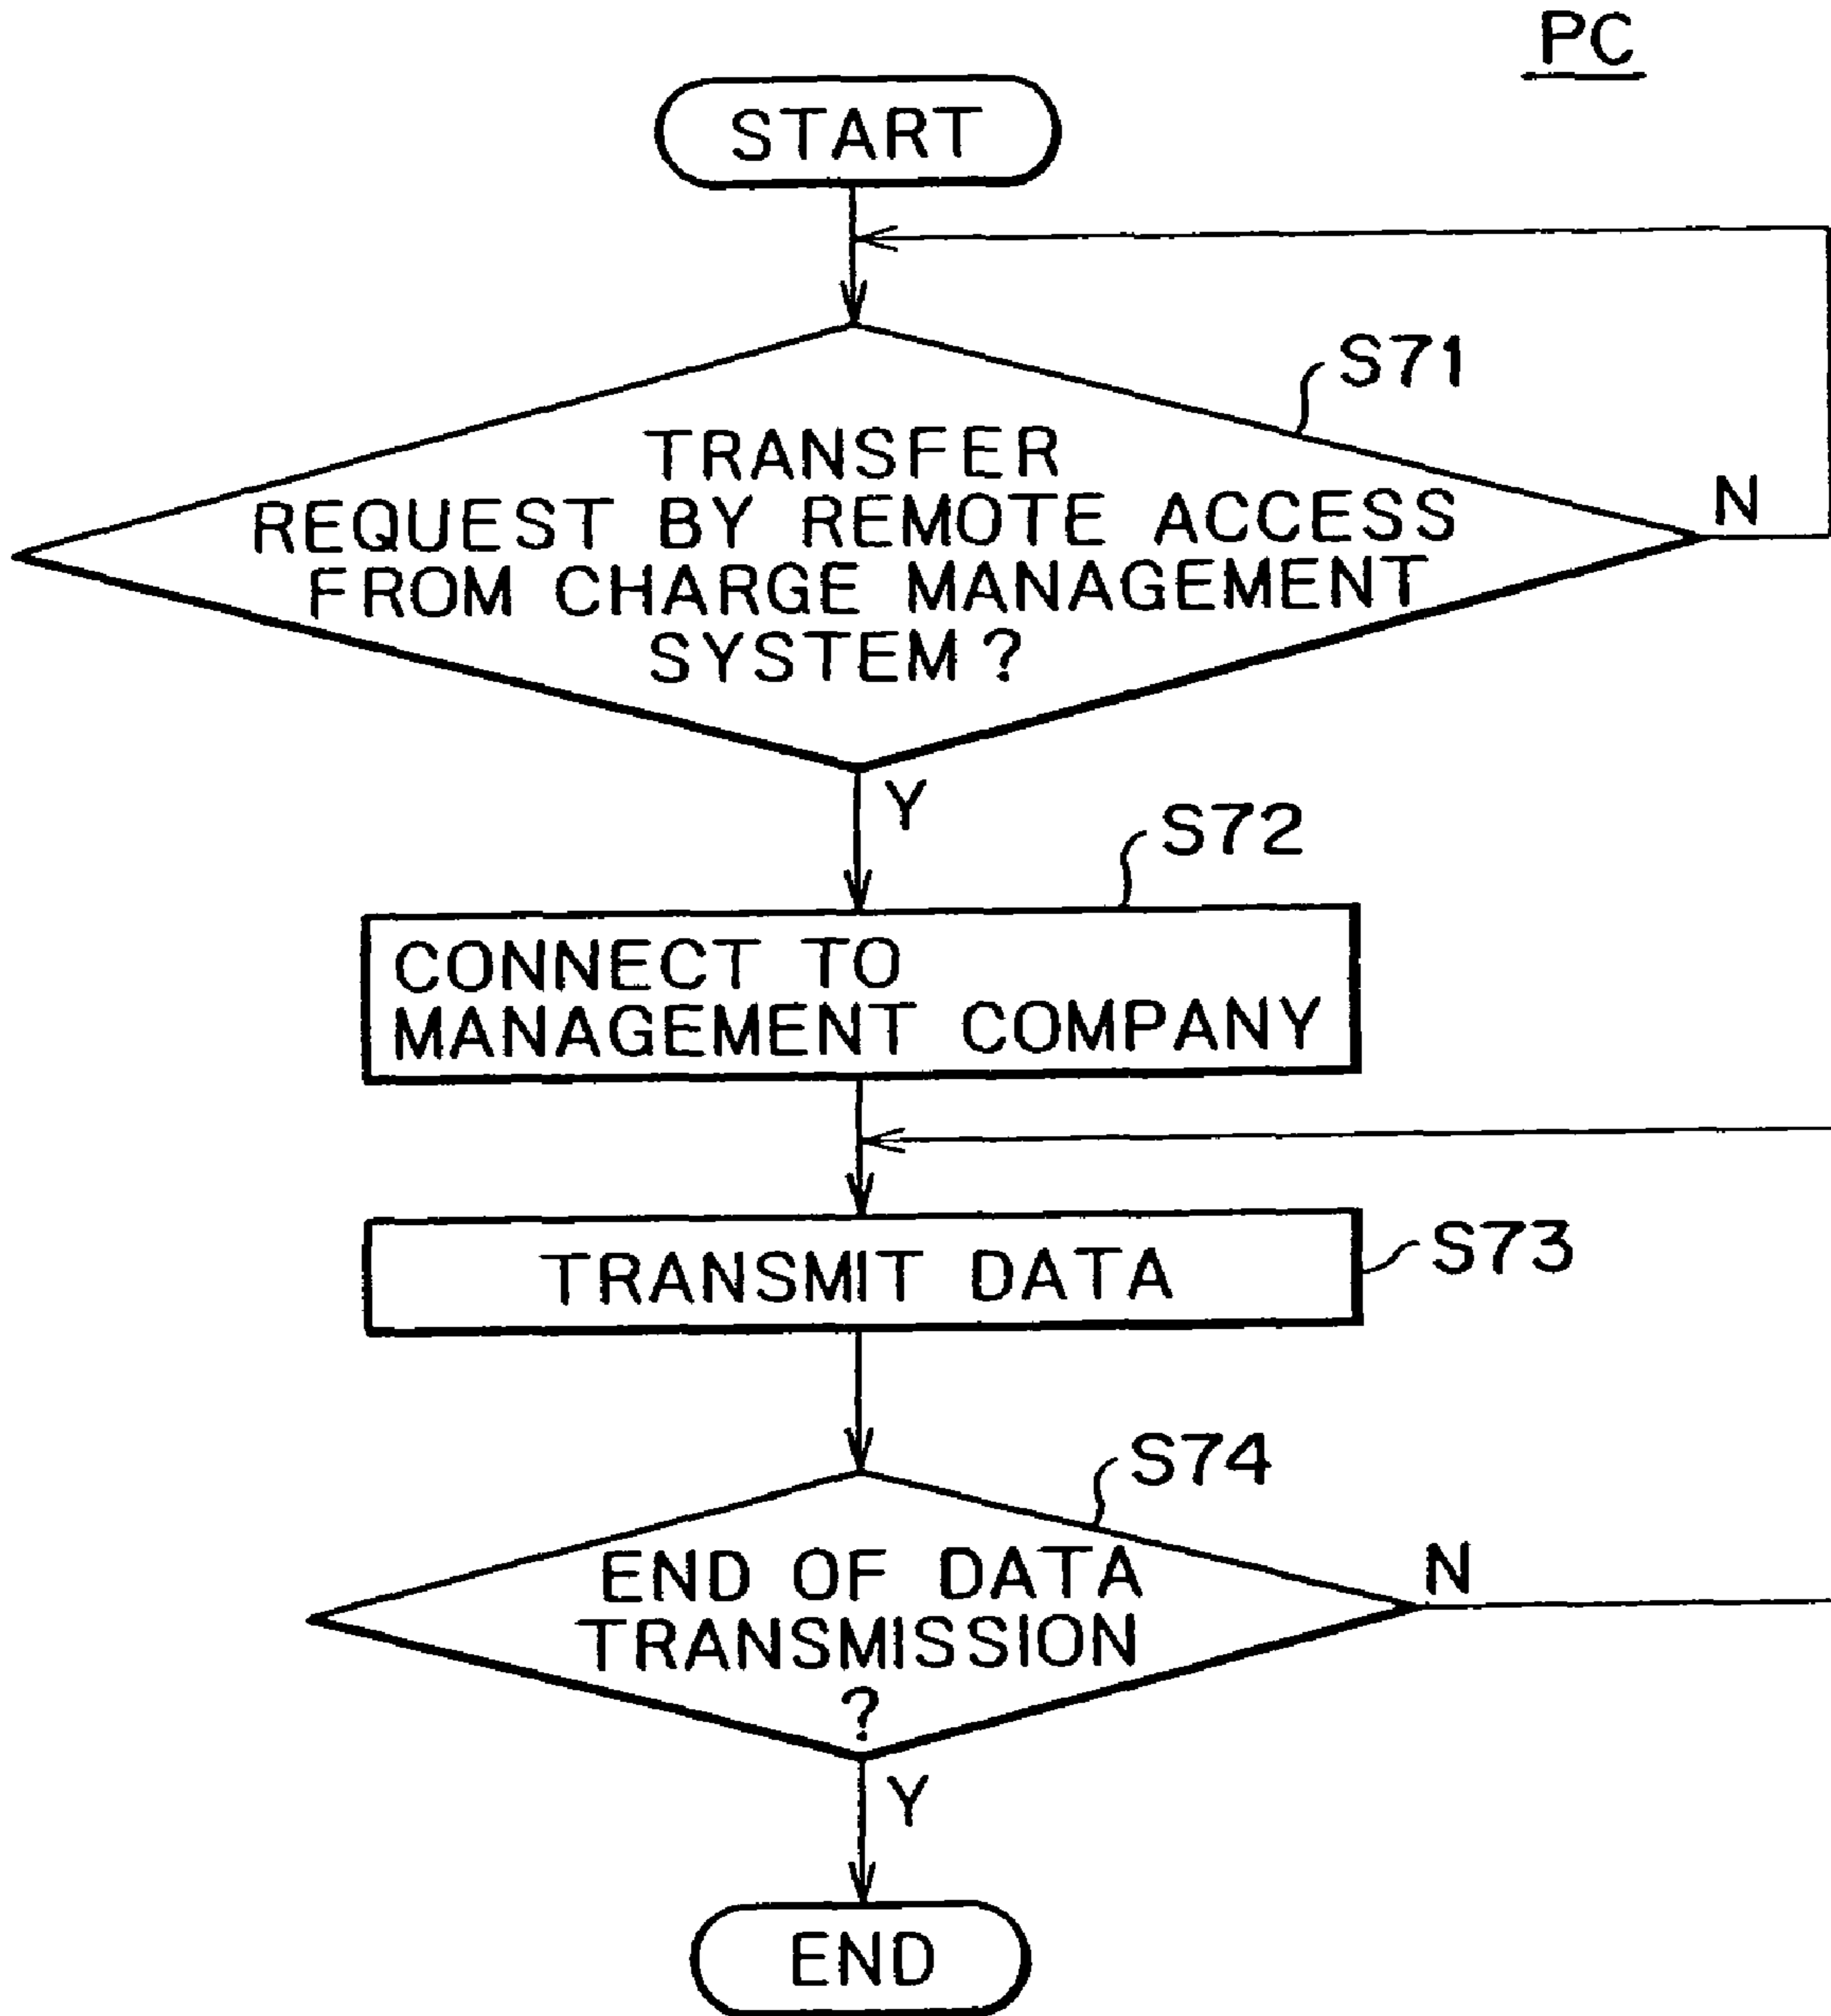 PC
START
S71
TRANSFER
REQUEST BY REMOTE ACCESS
FROM CHARGE MANAGEMENT
SYSTEM?
N
Y
S72
CONNECT TO
MANAGEMENT COMPANY
TRANSMIT DATA
S73
S74
END OF DATA
TRANSMISSION
?
N
Y
END